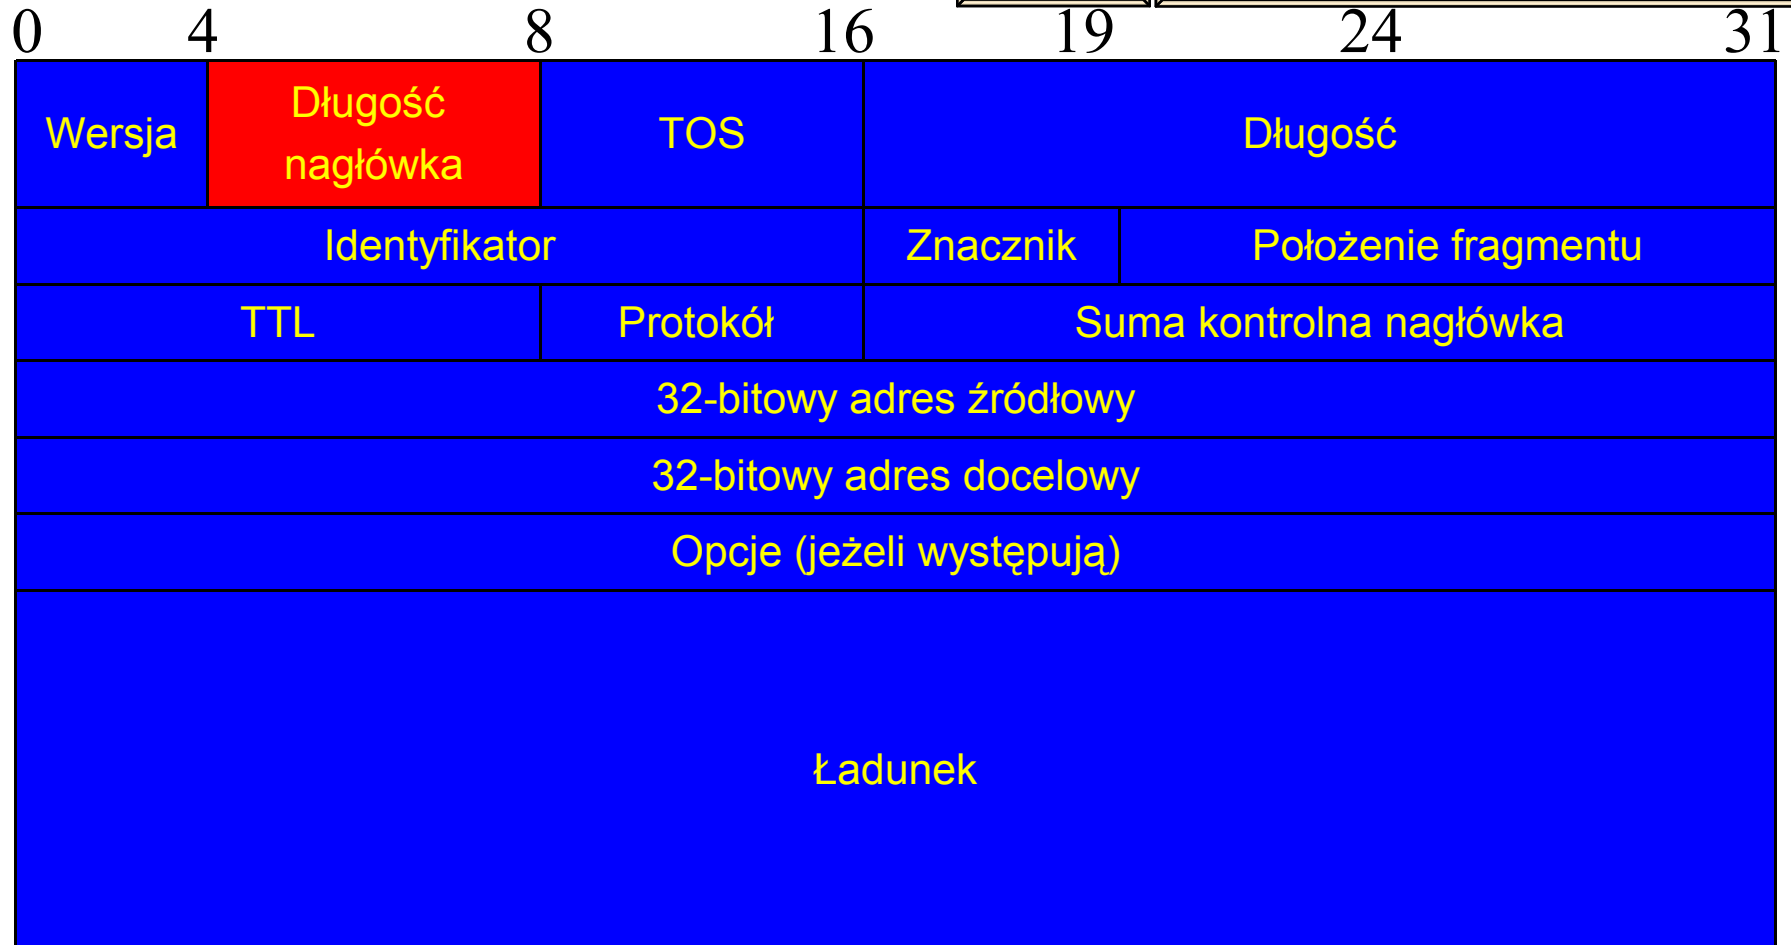 0 4 8 16 19 24 31
Wersja Długość nagłówka TOS Długość
Identyfikator Znacznik Położenie fragmentu
TTL Protokół Suma kontrolna nagłówka
32-bitowy adres źródłowy
32-bitowy adres docelowy
Opcje (jeżeli występują)
Ładunek